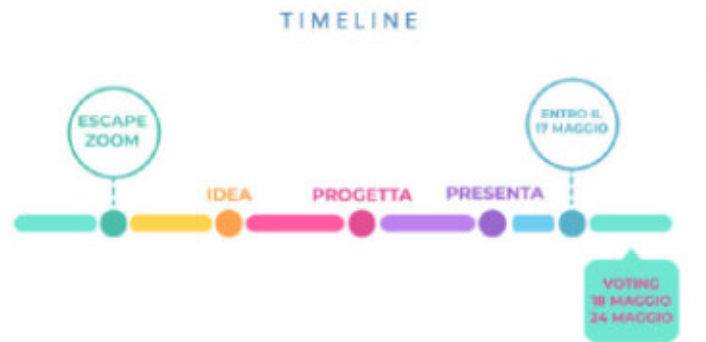 TIMELINE
ESCAPE
ZOOM
IDEA
PROGETTA
PRESENTA
ENTRO IL
17 MAGGIO
VOTING
18 MAGGIO
24 MAGGIO